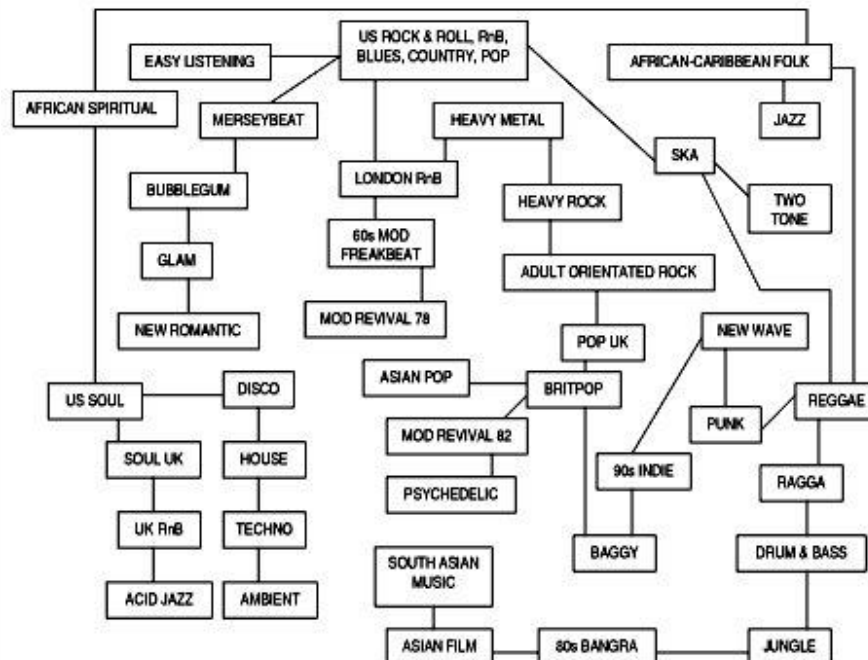 US ROCK & ROLL, RnB,
BLUES, COUNTRY, POP
EASY LISTENING
AFRICAN-CARIBBEAN FOLK
AFRICAN SPIRITUAL
MERSEYBEAT
HEAVY METAL
JAZZ
SKA
BUBBLEGUM
LONDON RnB
HEAVY ROCK
TWO
TONE
60s MOD
FREAKBEAT
GLAM
ADULT ORIENTATED ROCK
NEW ROMANTIC
MOD REVIVAL 78
POP UK
NEW WAVE
ASIAN POP
BRITPOP
US SOUL
DISCO
REGGAE
PUNK
MOD REVIVAL 82
SOUL UK
HOUSE
90s INDIE
RAGGA
PSYCHEDELIC
UK RnB
TECHNO
BAGGY
DRUM & BASS
SOUTH ASIAN
MUSIC
ACID JAZZ
AMBIENT
ASIAN FILM
80s BANGRA
JUNGLE